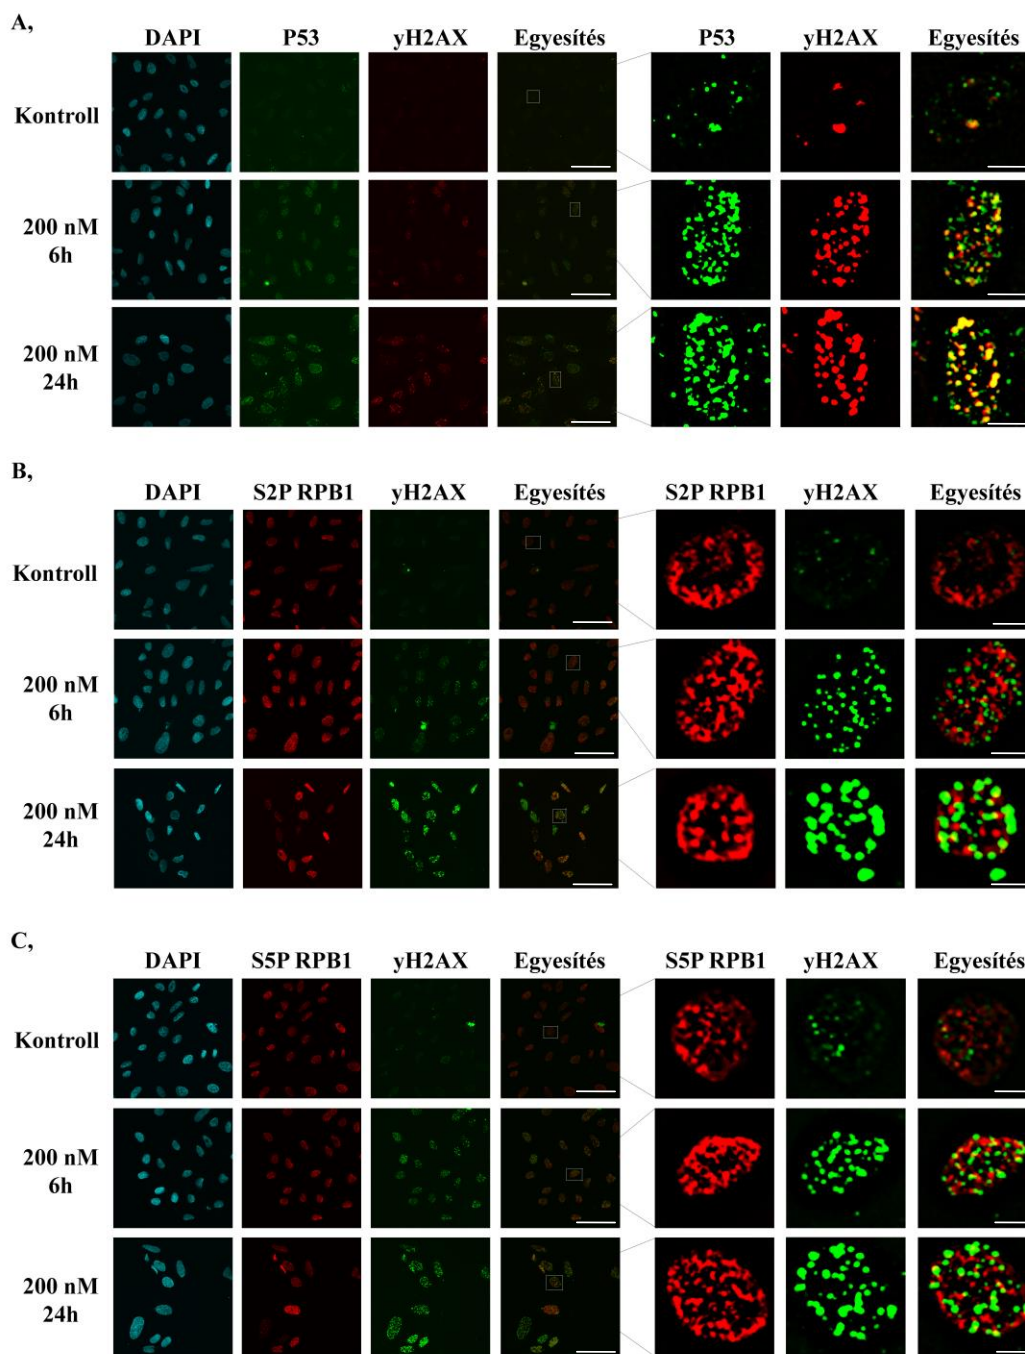 A,
DAPI P53 yH2AX Egyesítés P53 yH2AX Egyesítés
Kontroll
200 nM
6h
200 nM
24h
B,
DAPI S2P RPB1 yH2AX Egyesítés S2P RPB1 yH2AX Egyesítés
Kontroll
200 nM
6h
200 nM
24h
C,
DAPI S5P RPB1 yH2AX Egyesítés S5P RPB1 yH2AX Egyesítés
Kontroll
200 nM
6h
200 nM
24h